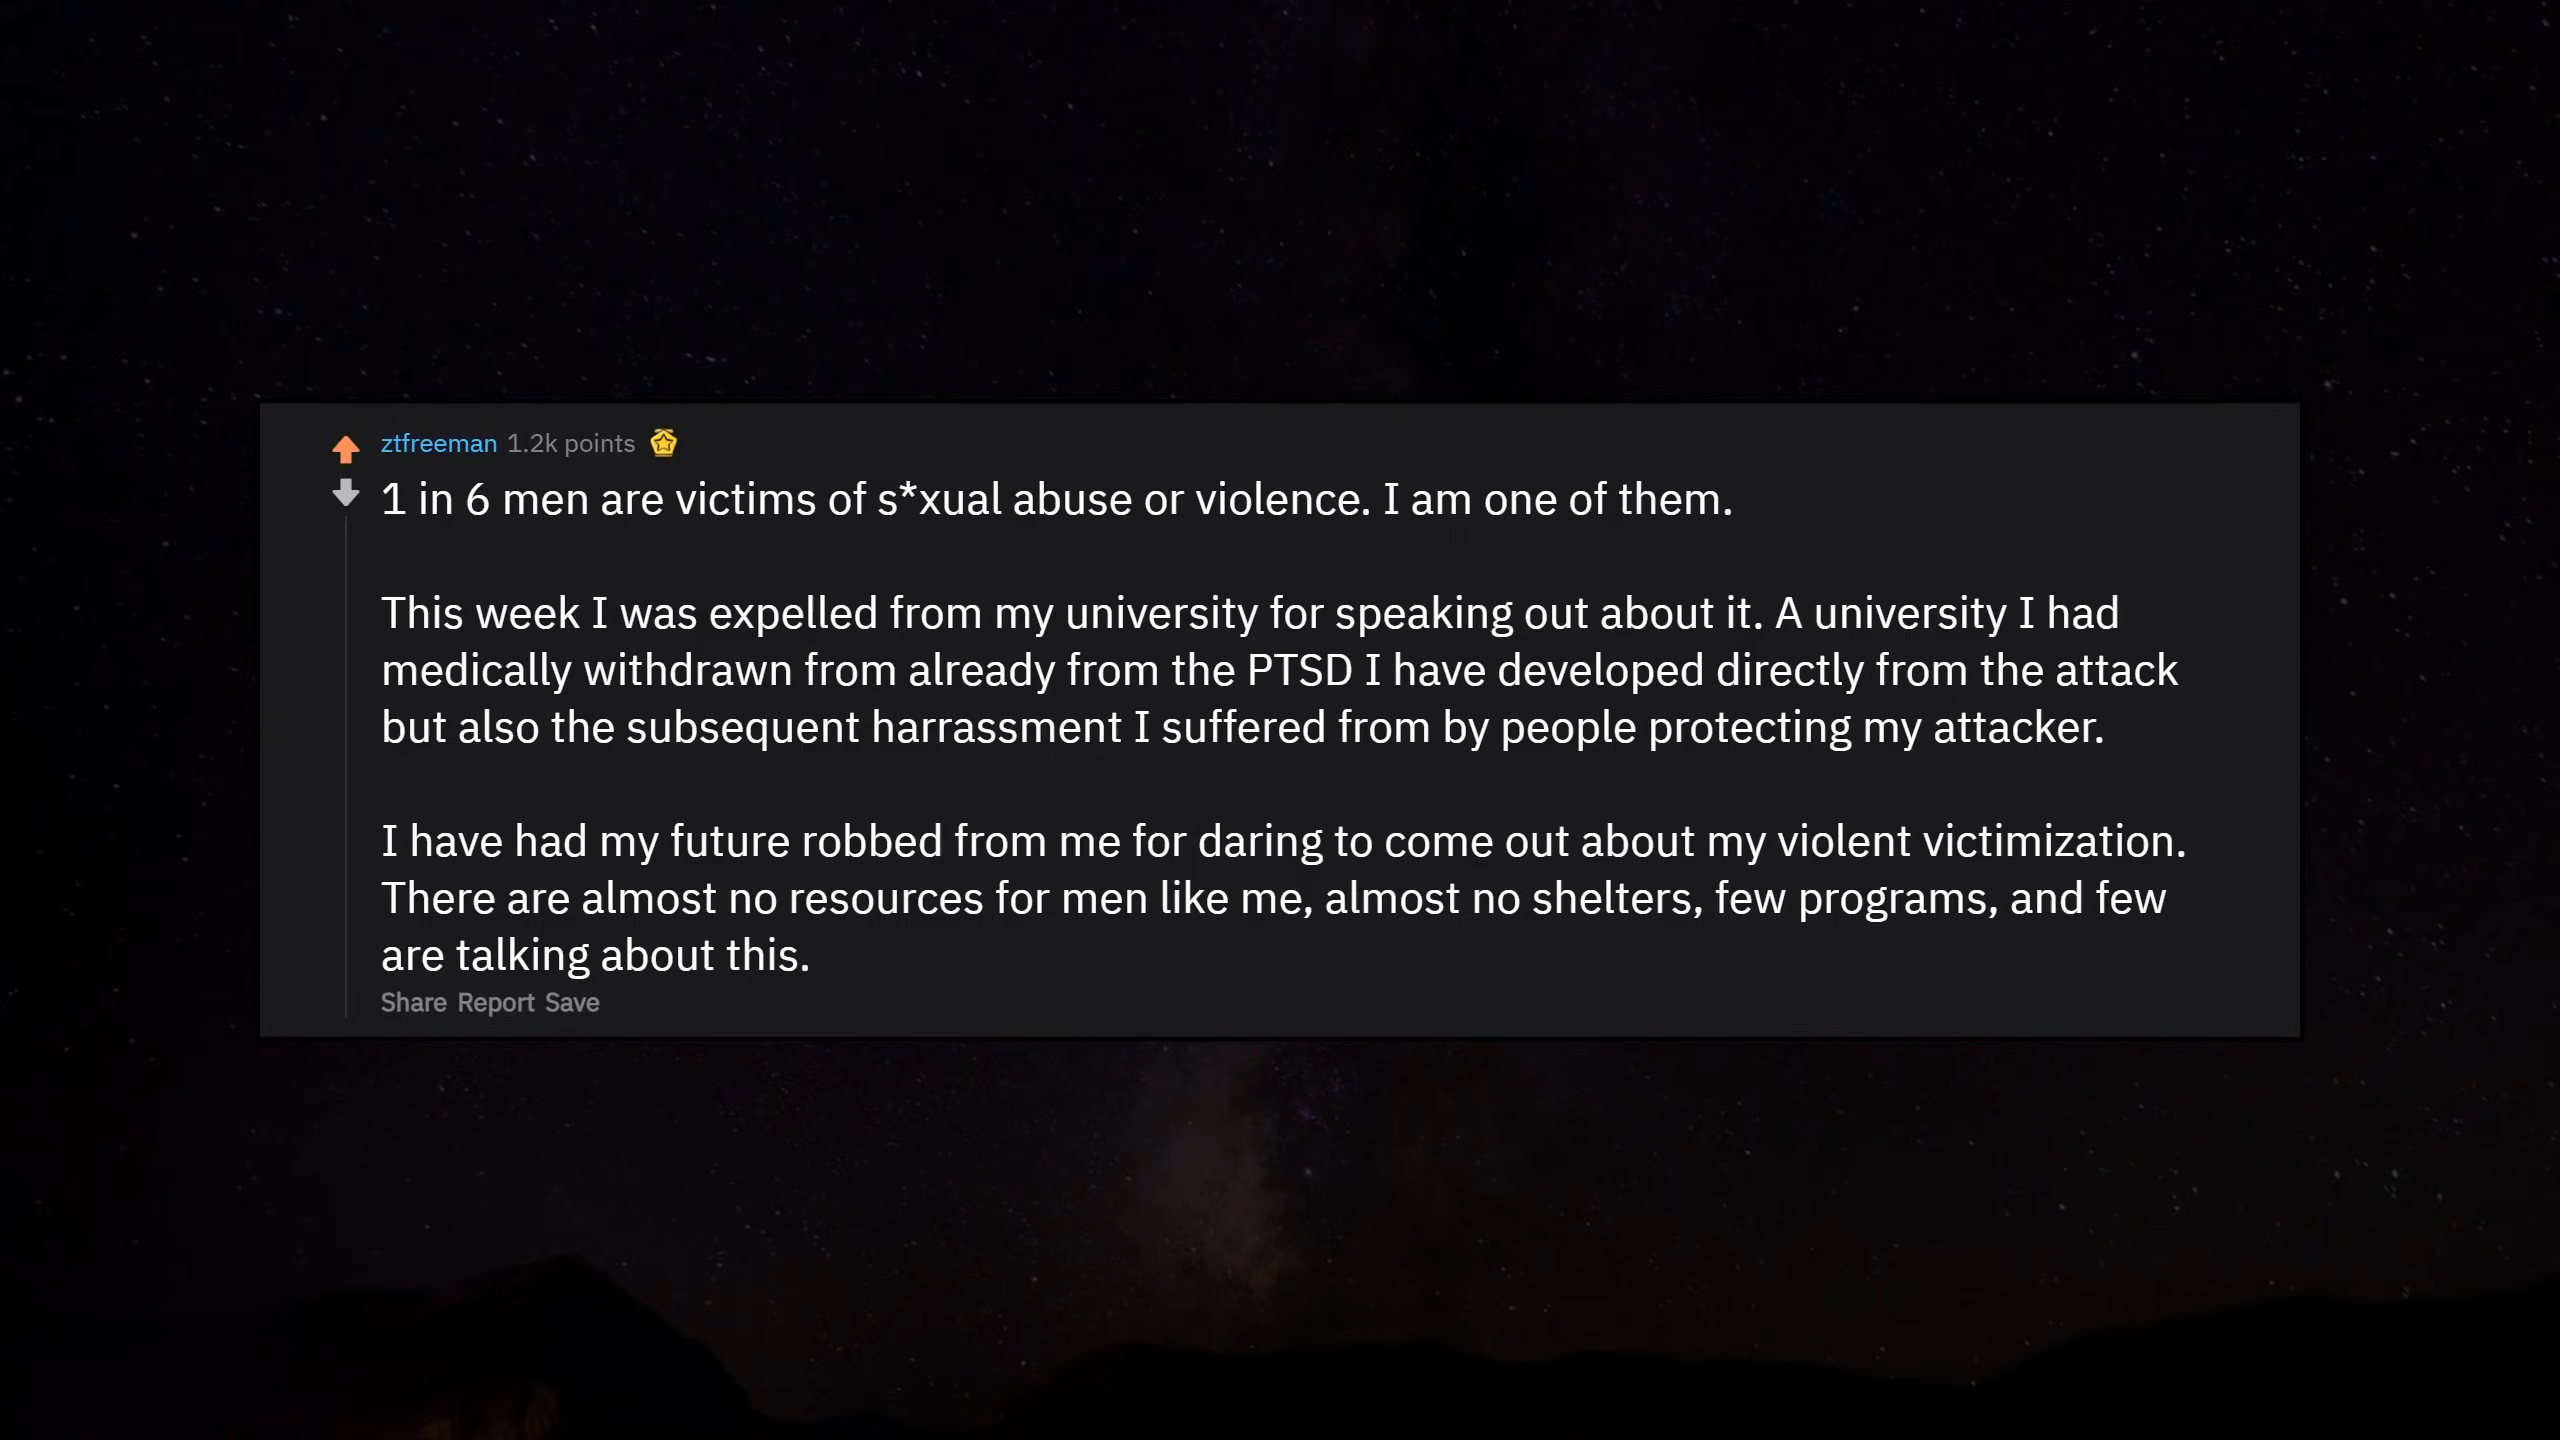 ztfreeman 1.2k points
1 in 6 men are victims of s*xual abuse or violence. I am one of them.
This week I was expelled from my university for speaking out about it. A university I had
medically withdrawn from already from the PTSD I have developed directly from the attack
but also the subsequent harrassment I suffered from by people protecting my attacker.
I have had my future robbed from me for daring to come out about my violent victimization.
There are almost no resources for men like me, almost no shelters, few programs, and few
are talking about this.
Share Report Save